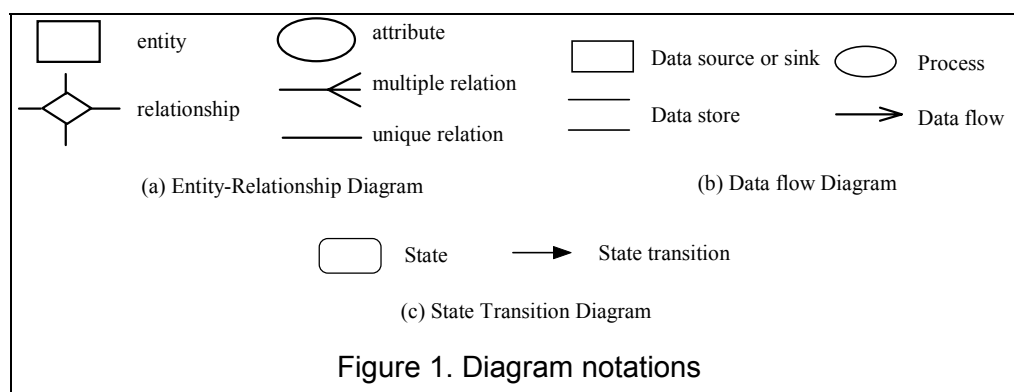 entity
attribute
relationship
multiple relation
unique relation
(a) Entity-Relationship Diagram
Data source or sink
Process
Data store
Data flow
(b) Data flow Diagram
State
State transition
(c) State Transition Diagram
Figure 1. Diagram notations